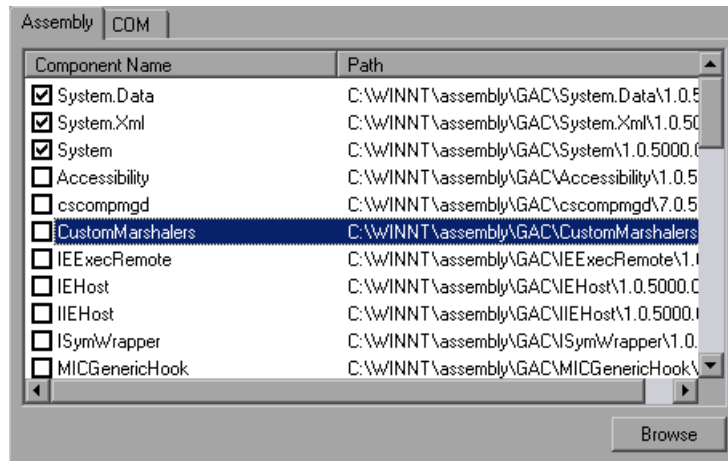 Assembly COM
Component Name Path
System.Data C:\WINNT\assembly\GAC\System.Data\1.0.5
System.Xml C:\WINNT\assembly\GAC\System.Xml\1.0.50
System C:\WINNT\assembly\GAC\System\1.0.5000.0
Accessibility C:\WINNT\assembly\GAC\Accessibility\1.0.5
cscompmgd C:\WINNT\assembly\GAC\cscompmgd\7.0.5
CustomMarshalers C:\WINNT\assembly\GAC\CustomMarshalers
IEExecRemote C:\WINNT\assembly\GAC\IEExecRemote\1.0
IEHost C:\WINNT\assembly\GAC\IEHost\1.0.5000.0
IIEHost C:\WINNT\assembly\GAC\IIEHost\1.0.5000.0
ISymWrapper C:\WINNT\assembly\GAC\ISymWrapper\1.0.
MICGenericHook C:\WINNT\assembly\GAC\MICGenericHook\
Browse